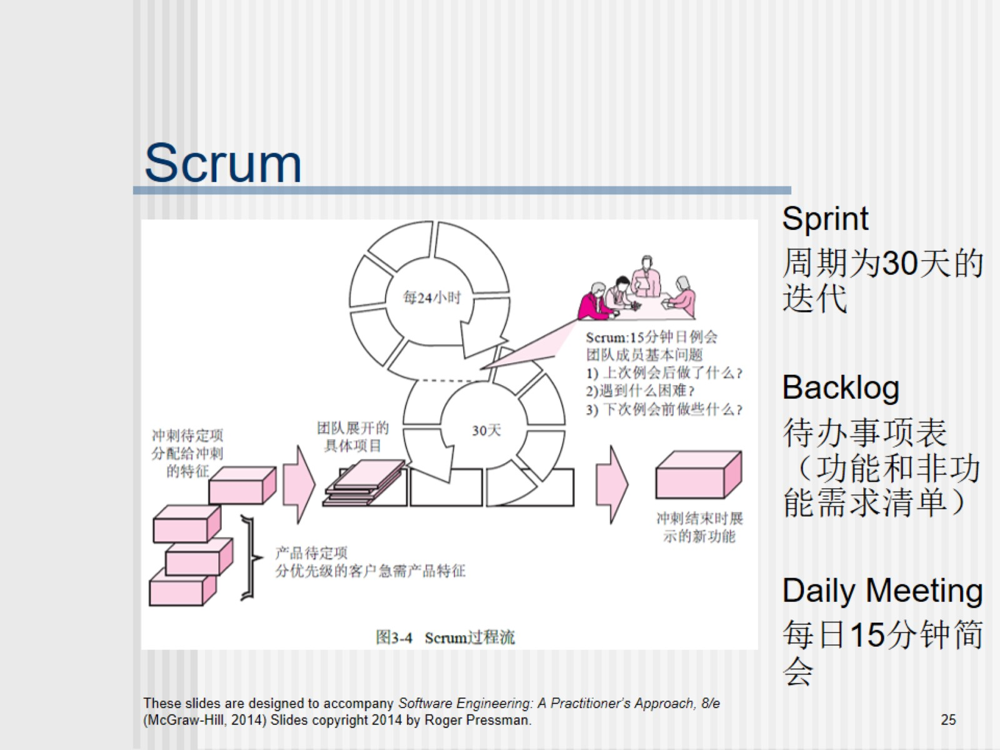 Scrum
每24小时
Scrum:15分钟日例会
团队成员基本问题
1) 上次例会后做了什么?
2)遇到什么困难?
3) 下次例会前做些什么?
30天
团队展开的
具体项目
冲刺待定项
分配给冲刺
的特征
产品待定项
分优先级的客户急需产品特征
冲刺结束时展
示的新功能
图3-4 Scrum过程流
Sprint
周期为30天的
迭代
Backlog
待办事项表
（功能和非功
能需求清单）
Daily Meeting
每日15分钟简
会
These slides are designed to accompany Software Engineering: A Practitioner’s Approach, 8/e
(McGraw-Hill, 2014) Slides copyright 2014 by Roger Pressman.
25